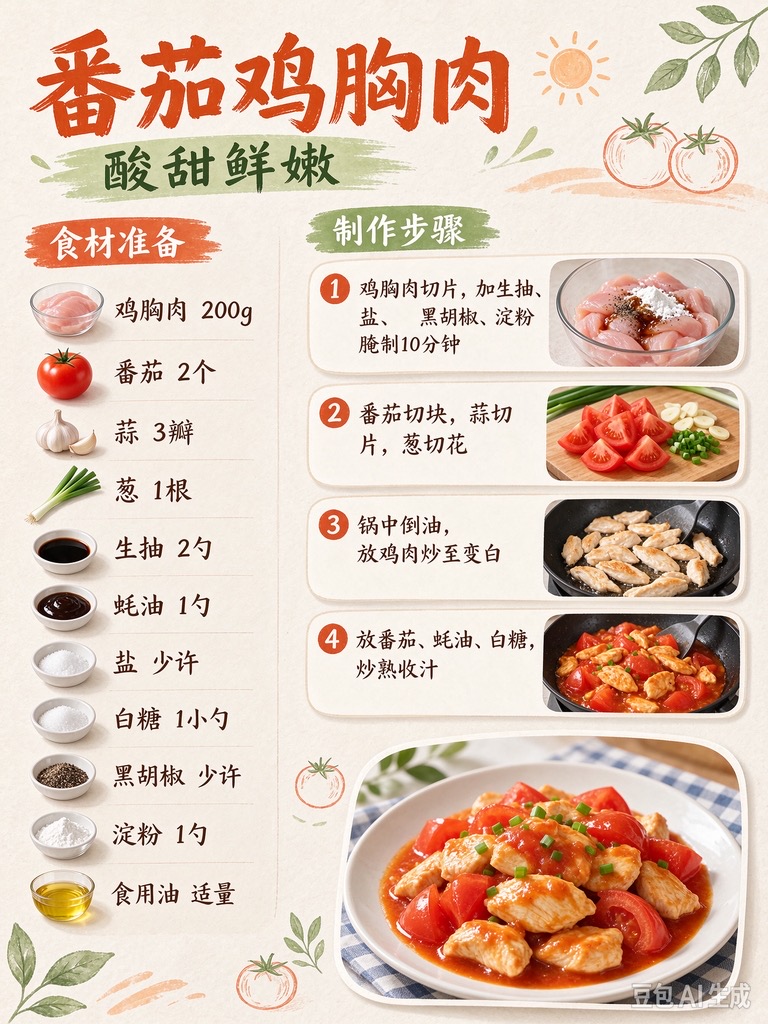 番茄鸡胸肉
酸甜鲜嫩
食材准备
鸡胸肉 200g
番茄 2个
蒜 3瓣
葱 1根
生抽 2勺
蚝油 1勺
盐 少许
白糖 1小勺
黑胡椒 少许
淀粉 1勺
食用油 适量
制作步骤
1 鸡胸肉切片，加生抽、
盐、 黑胡椒、淀粉
腌制10分钟
2 番茄切块，蒜切
片，葱切花
3 锅中倒油，
放鸡肉炒至变白
4 放番茄、蚝油、白糖，
炒熟收汁
豆包AI生成